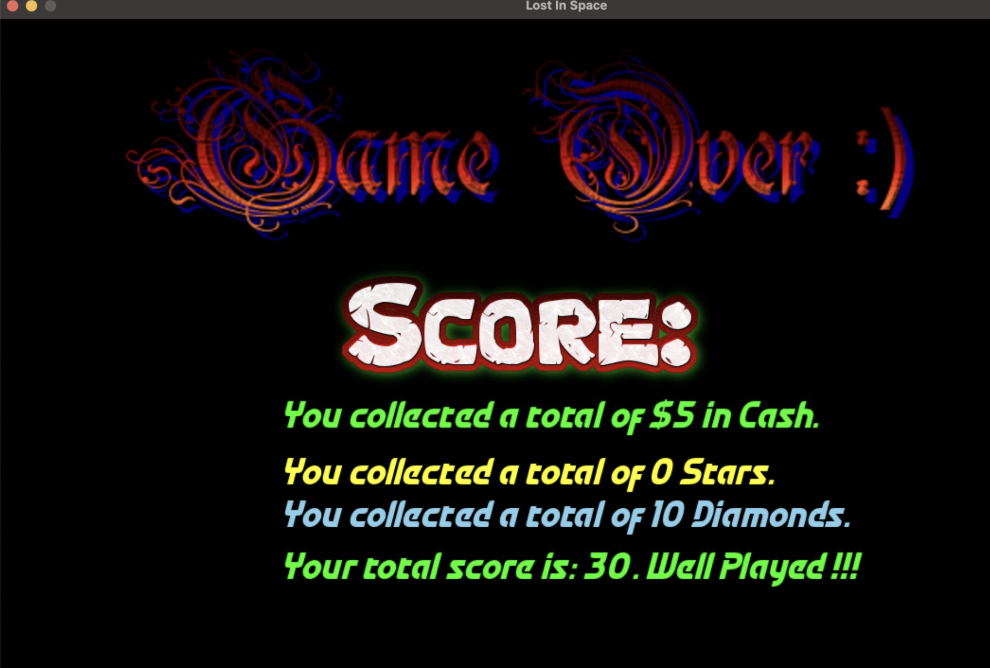 Lost In Space
Game Over :)
Score:
You collected a total of $5 in Cash.
You collected a total of 0 Stars.
You collected a total of 10 Diamonds.
Your total score is: 30. Well Played !!!